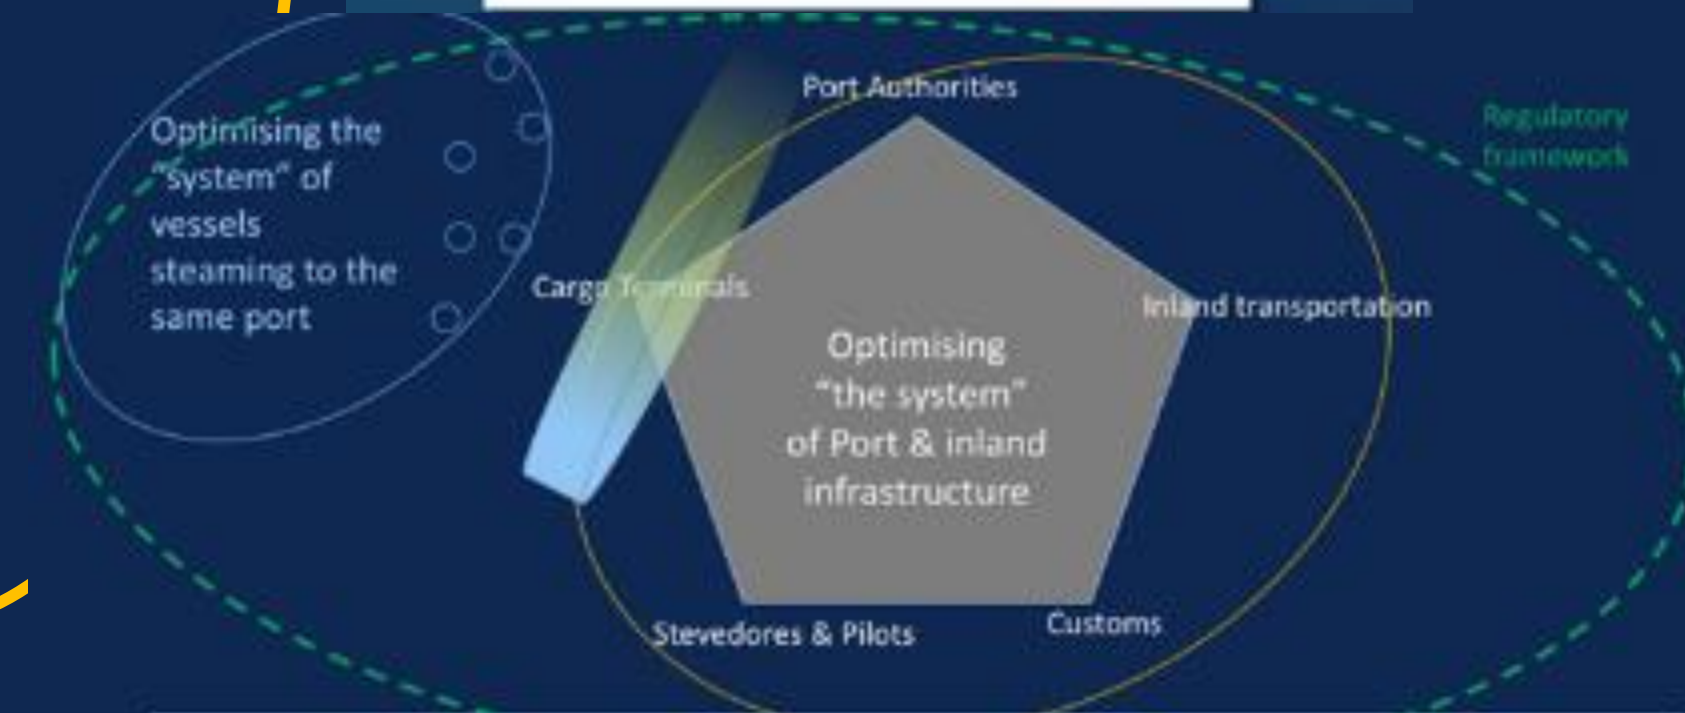 Port Authorities
Regulatory
framework
Optimising the
“system” of
vessels
steaming to the
same port
Cargo Terminals
Inland transportation
Optimising
“the system”
of Port & inland
infrastructure
Stevedores & Pilots
Customs